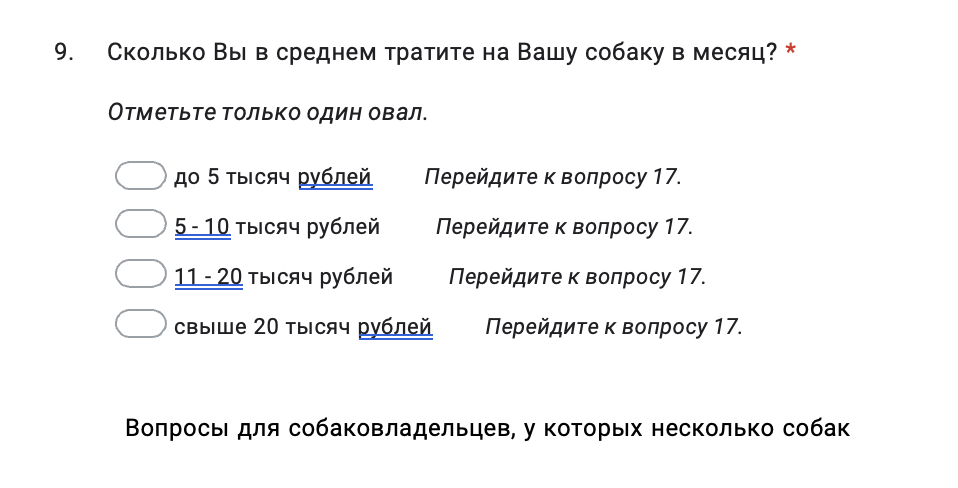 9. Сколько Вы в среднем тратите на Вашу собаку в месяц? *
Отметьте только один овал.
до 5 тысяч рублей Перейдите к вопросу 17.
5 - 10 тысяч рублей Перейдите к вопросу 17.
11 - 20 тысяч рублей Перейдите к вопросу 17.
свыше 20 тысяч рублей Перейдите к вопросу 17.
Вопросы для собаковладельцев, у которых несколько собак